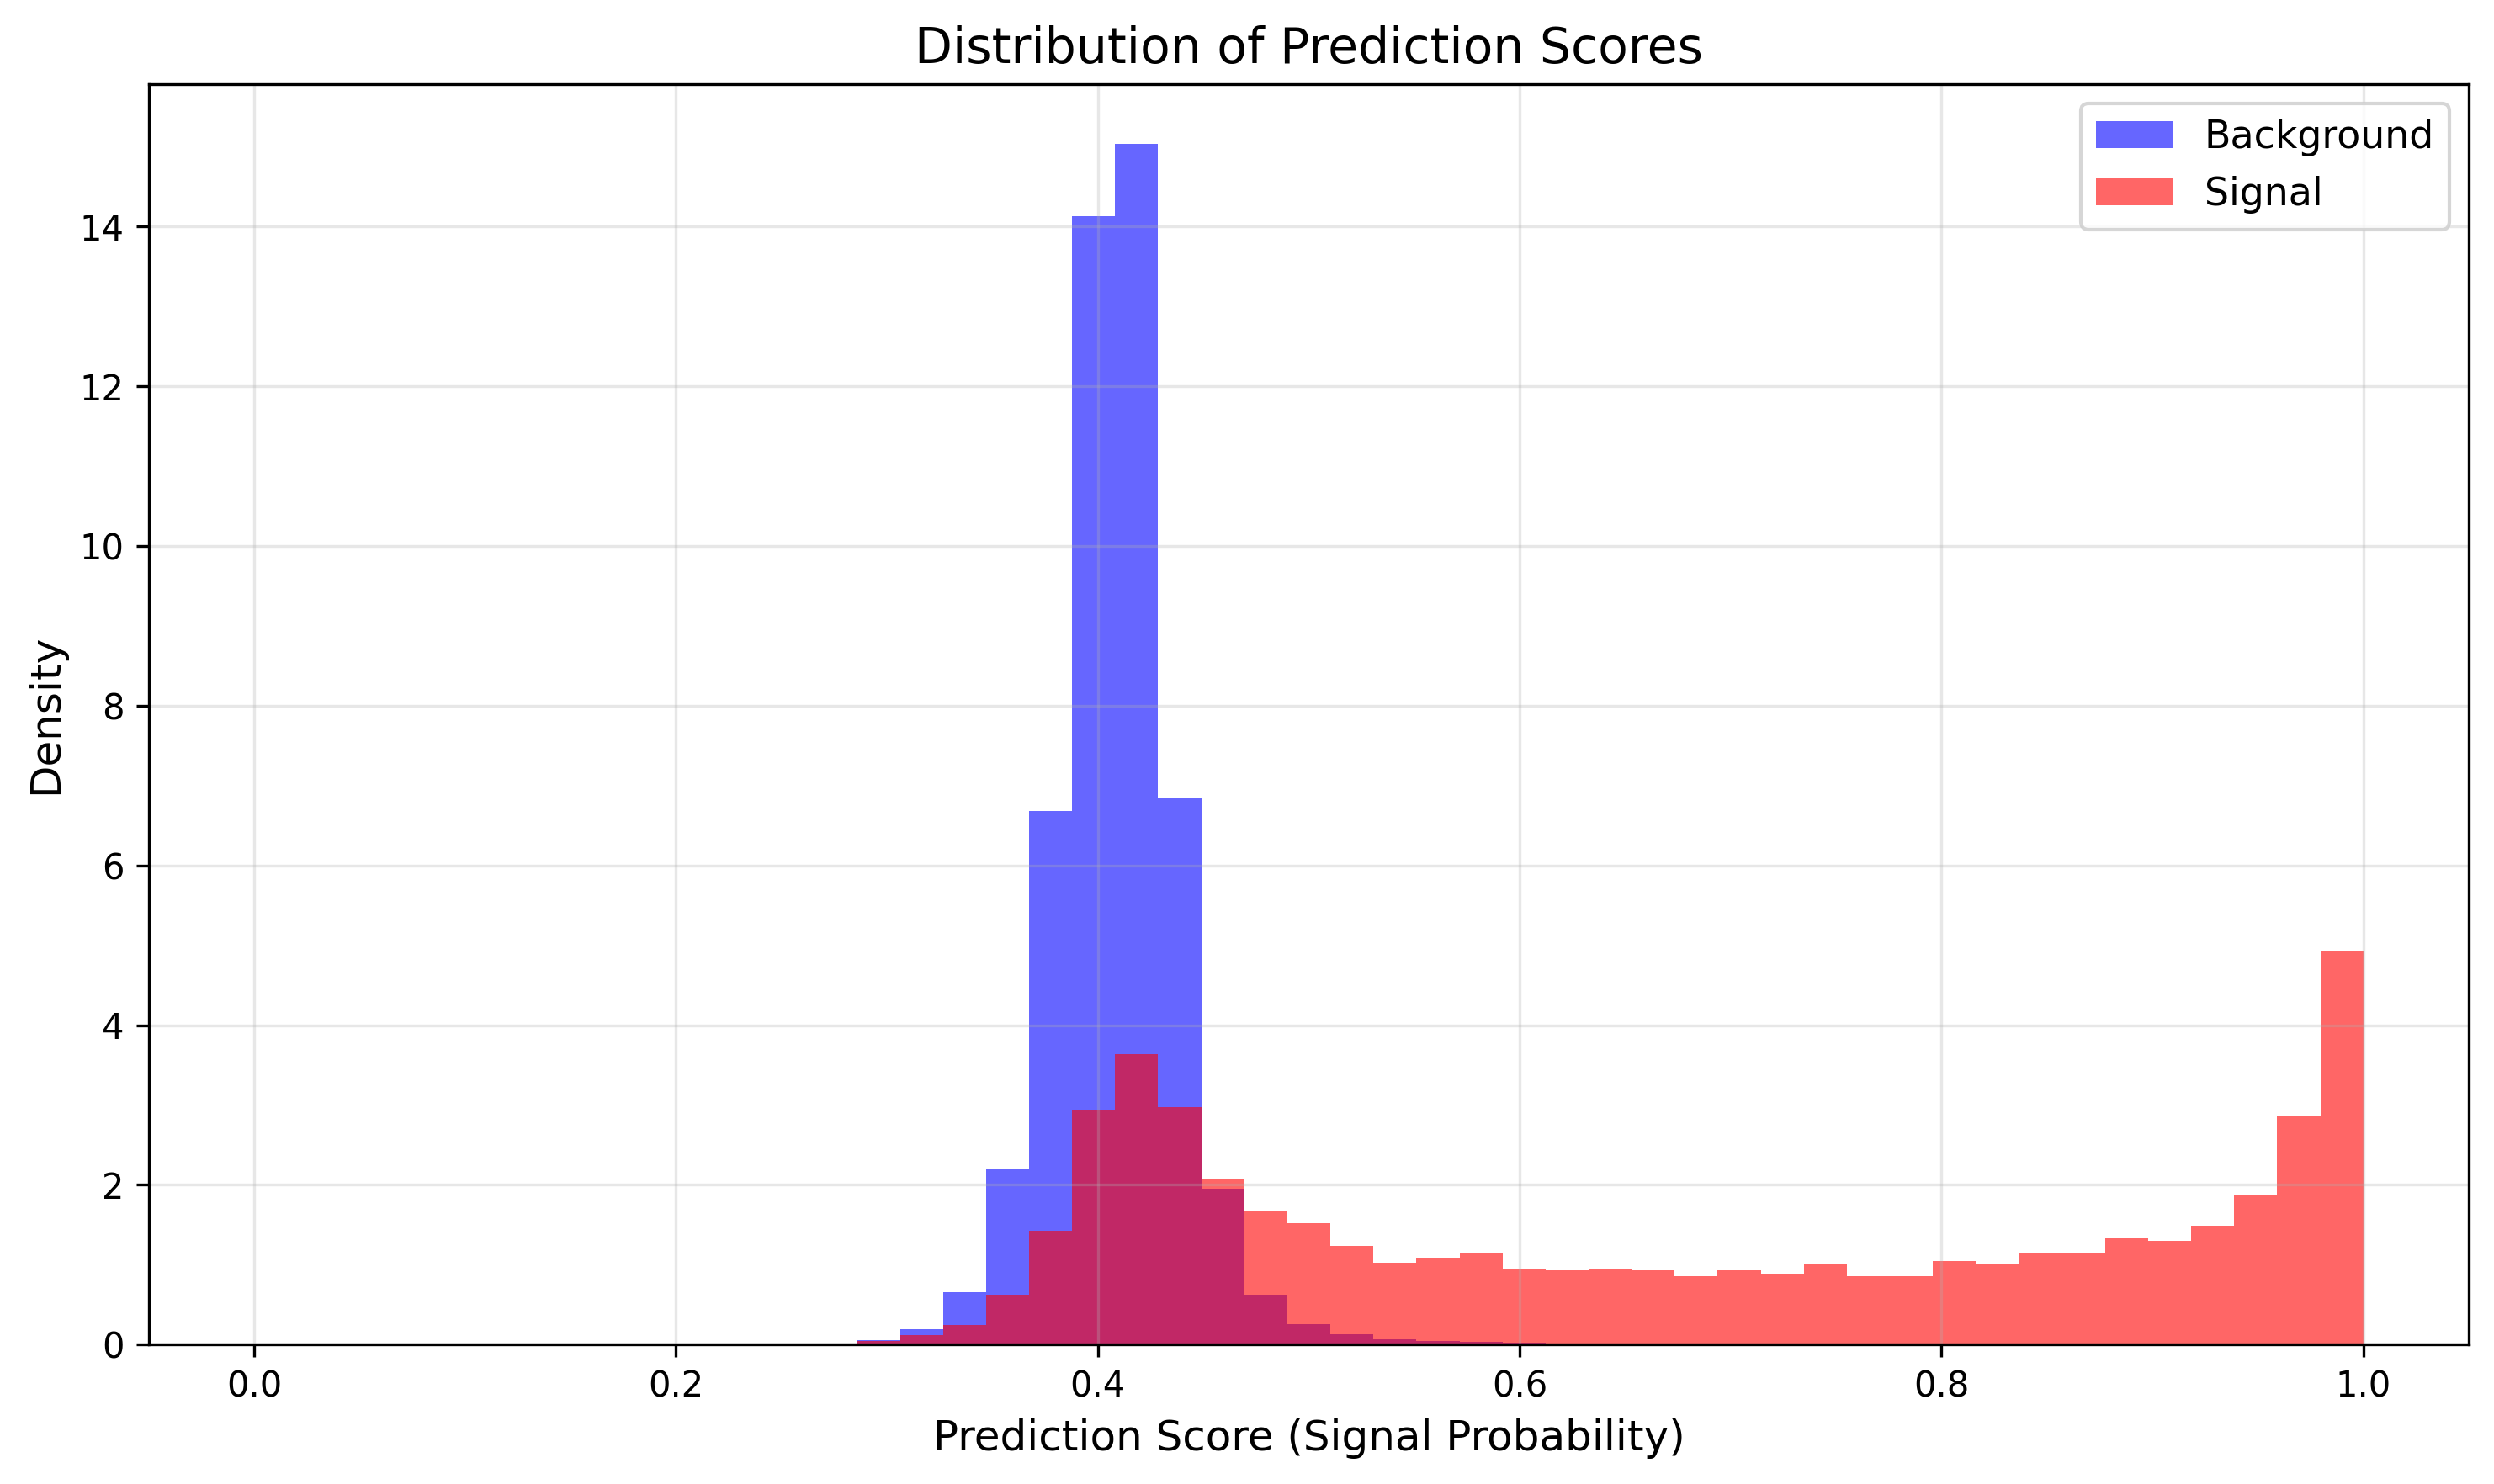 Distribution of Prediction Scores
Background
Signal
Density
14
12
10
8
6
4
2
0
0.0 0.2 0.4 0.6 0.8 1.0
Prediction Score (Signal Probability)